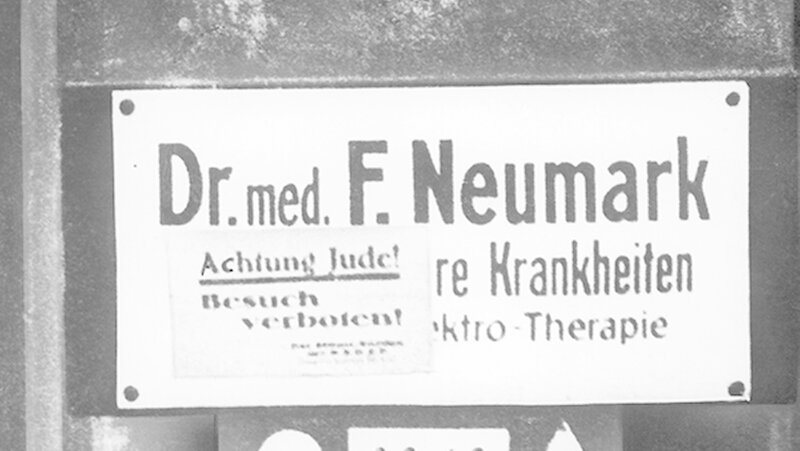 Dr. med. F. Neumark
re Krankheiten
ektro-Therapie
Achtung Jude!
Besuch
verboten!